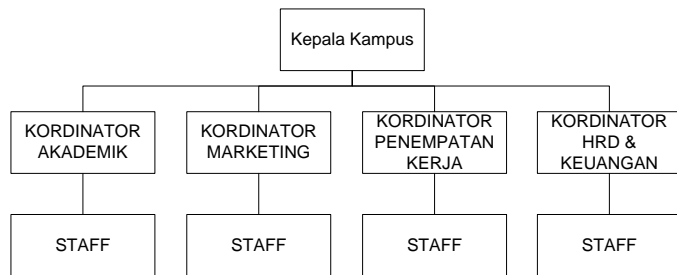 Kepala Kampus
KORDINATOR
AKADEMIK
KORDINATOR
MARKETING
KORDINATOR
PENEMPATAN
KERJA
KORDINATOR
HRD &
KEUANGAN
STAFF
STAFF
STAFF
STAFF